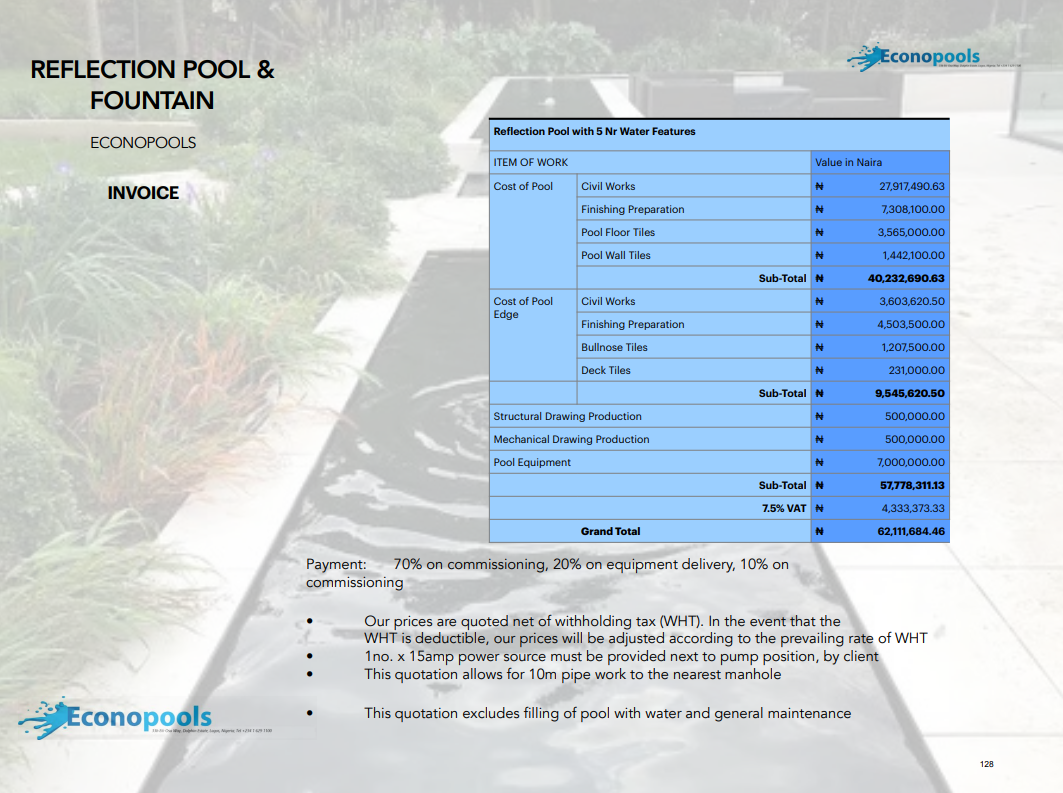 REFLECTION POOL &
FOUNTAIN
ECONOPOOLS
INVOICE
Econopools
Reflection Pool with 5 Nr Water Features
ITEM OF WORK Value in Naira
Cost of Pool Civil Works ₦ 27,917,490.63
Finishing Preparation ₦ 7,308,100.00
Pool Floor Tiles ₦ 3,565,000.00
Pool Wall Tiles ₦ 1,442,100.00
Sub-Total ₦ 40,232,690.63
Cost of Pool Civil Works ₦ 3,603,620.50
Edge
Finishing Preparation ₦ 4,503,500.00
Bullnose Tiles ₦ 1,207,500.00
Deck Tiles ₦ 231,000.00
Sub-Total ₦ 9,545,620.50
Structural Drawing Production ₦ 500,000.00
Mechanical Drawing Production ₦ 500,000.00
Pool Equipment ₦ 7,000,000.00
Sub-Total ₦ 57,778,311.13
7.5% VAT ₦ 4,333,373.33
Grand Total ₦ 62,111,684.46
Payment: 70% on commissioning, 20% on equipment delivery, 10% on
commissioning
• Our prices are quoted net of withholding tax (WHT). In the event that the
WHT is deductible, our prices will be adjusted according to the prevailing rate of WHT
• 1no. x 15amp power source must be provided next to pump position, by client
• This quotation allows for 10m pipe work to the nearest manhole
• This quotation excludes filling of pool with water and general maintenance
Econopools
128